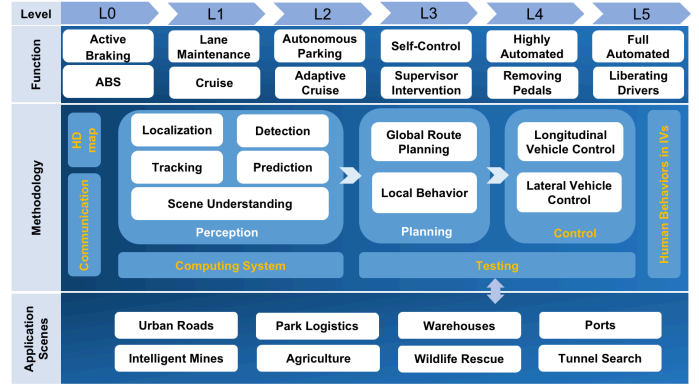 Level L0 L1 L2 L3 L4 L5
Function
Active Braking
Lane Maintenance
Autonomous Parking
Self-Control
Highly Automated
Full Automated
ABS
Cruise
Adaptive Cruise
Supervisor Intervention
Removing Pedals
Liberating Drivers
Methodology
HD map
Communication
Localization
Detection
Tracking
Prediction
Scene Understanding
Perception
Global Route Planning
Local Behavior
Planning
Longitudinal Vehicle Control
Lateral Vehicle Control
Control
Human Behaviors in IVs
Computing System
Testing
Application Scenes
Urban Roads
Park Logistics
Warehouses
Ports
Intelligent Mines
Agriculture
Wildlife Rescue
Tunnel Search